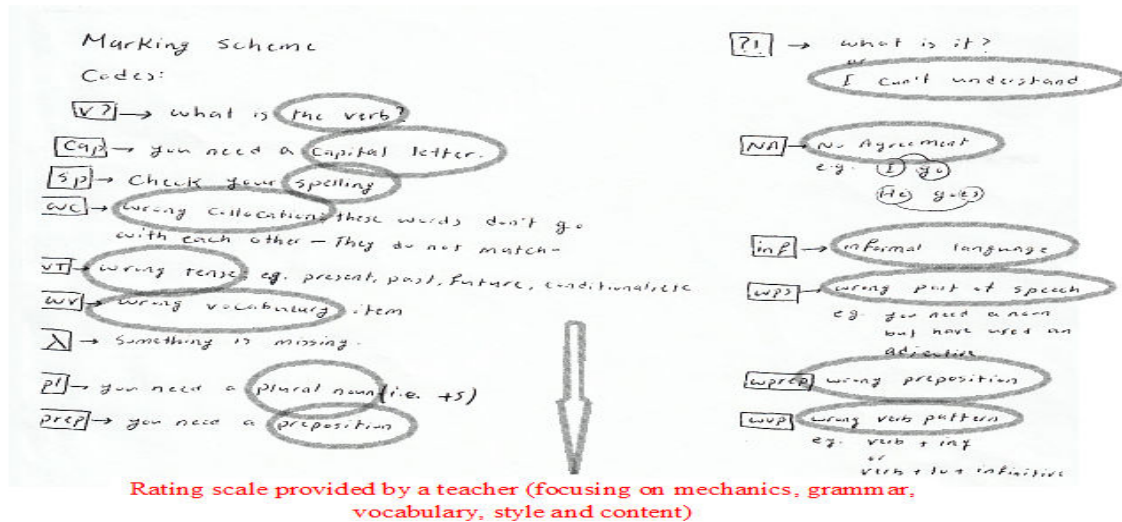 Marking scheme
Codes:
V? → what is the verb?
Cap → you need a capital letter.
Sp → Check your spelling
wc → wrong collocation, these words don't go
with each other - They do not match-
VT → wrong tense, eg. present, past, future, conditional, etc
wv → wrong vocabulary item
λ → something is missing.
pl → you need a plural noun (i.e. +s)
prep → you need a preposition
?! → what is it?
or
I can't understand
NA → No Agreement
e.g. I go
He goes
inf → informal language
wps → wrong part of speech
eg. you need a noun
but have used an
adjective
wprep wrong preposition
wvp wrong verb pattern
eg. verb + ing
or
verb + to + infinitive
Rating scale provided by a teacher (focusing on mechanics, grammar,
vocabulary, style and content)